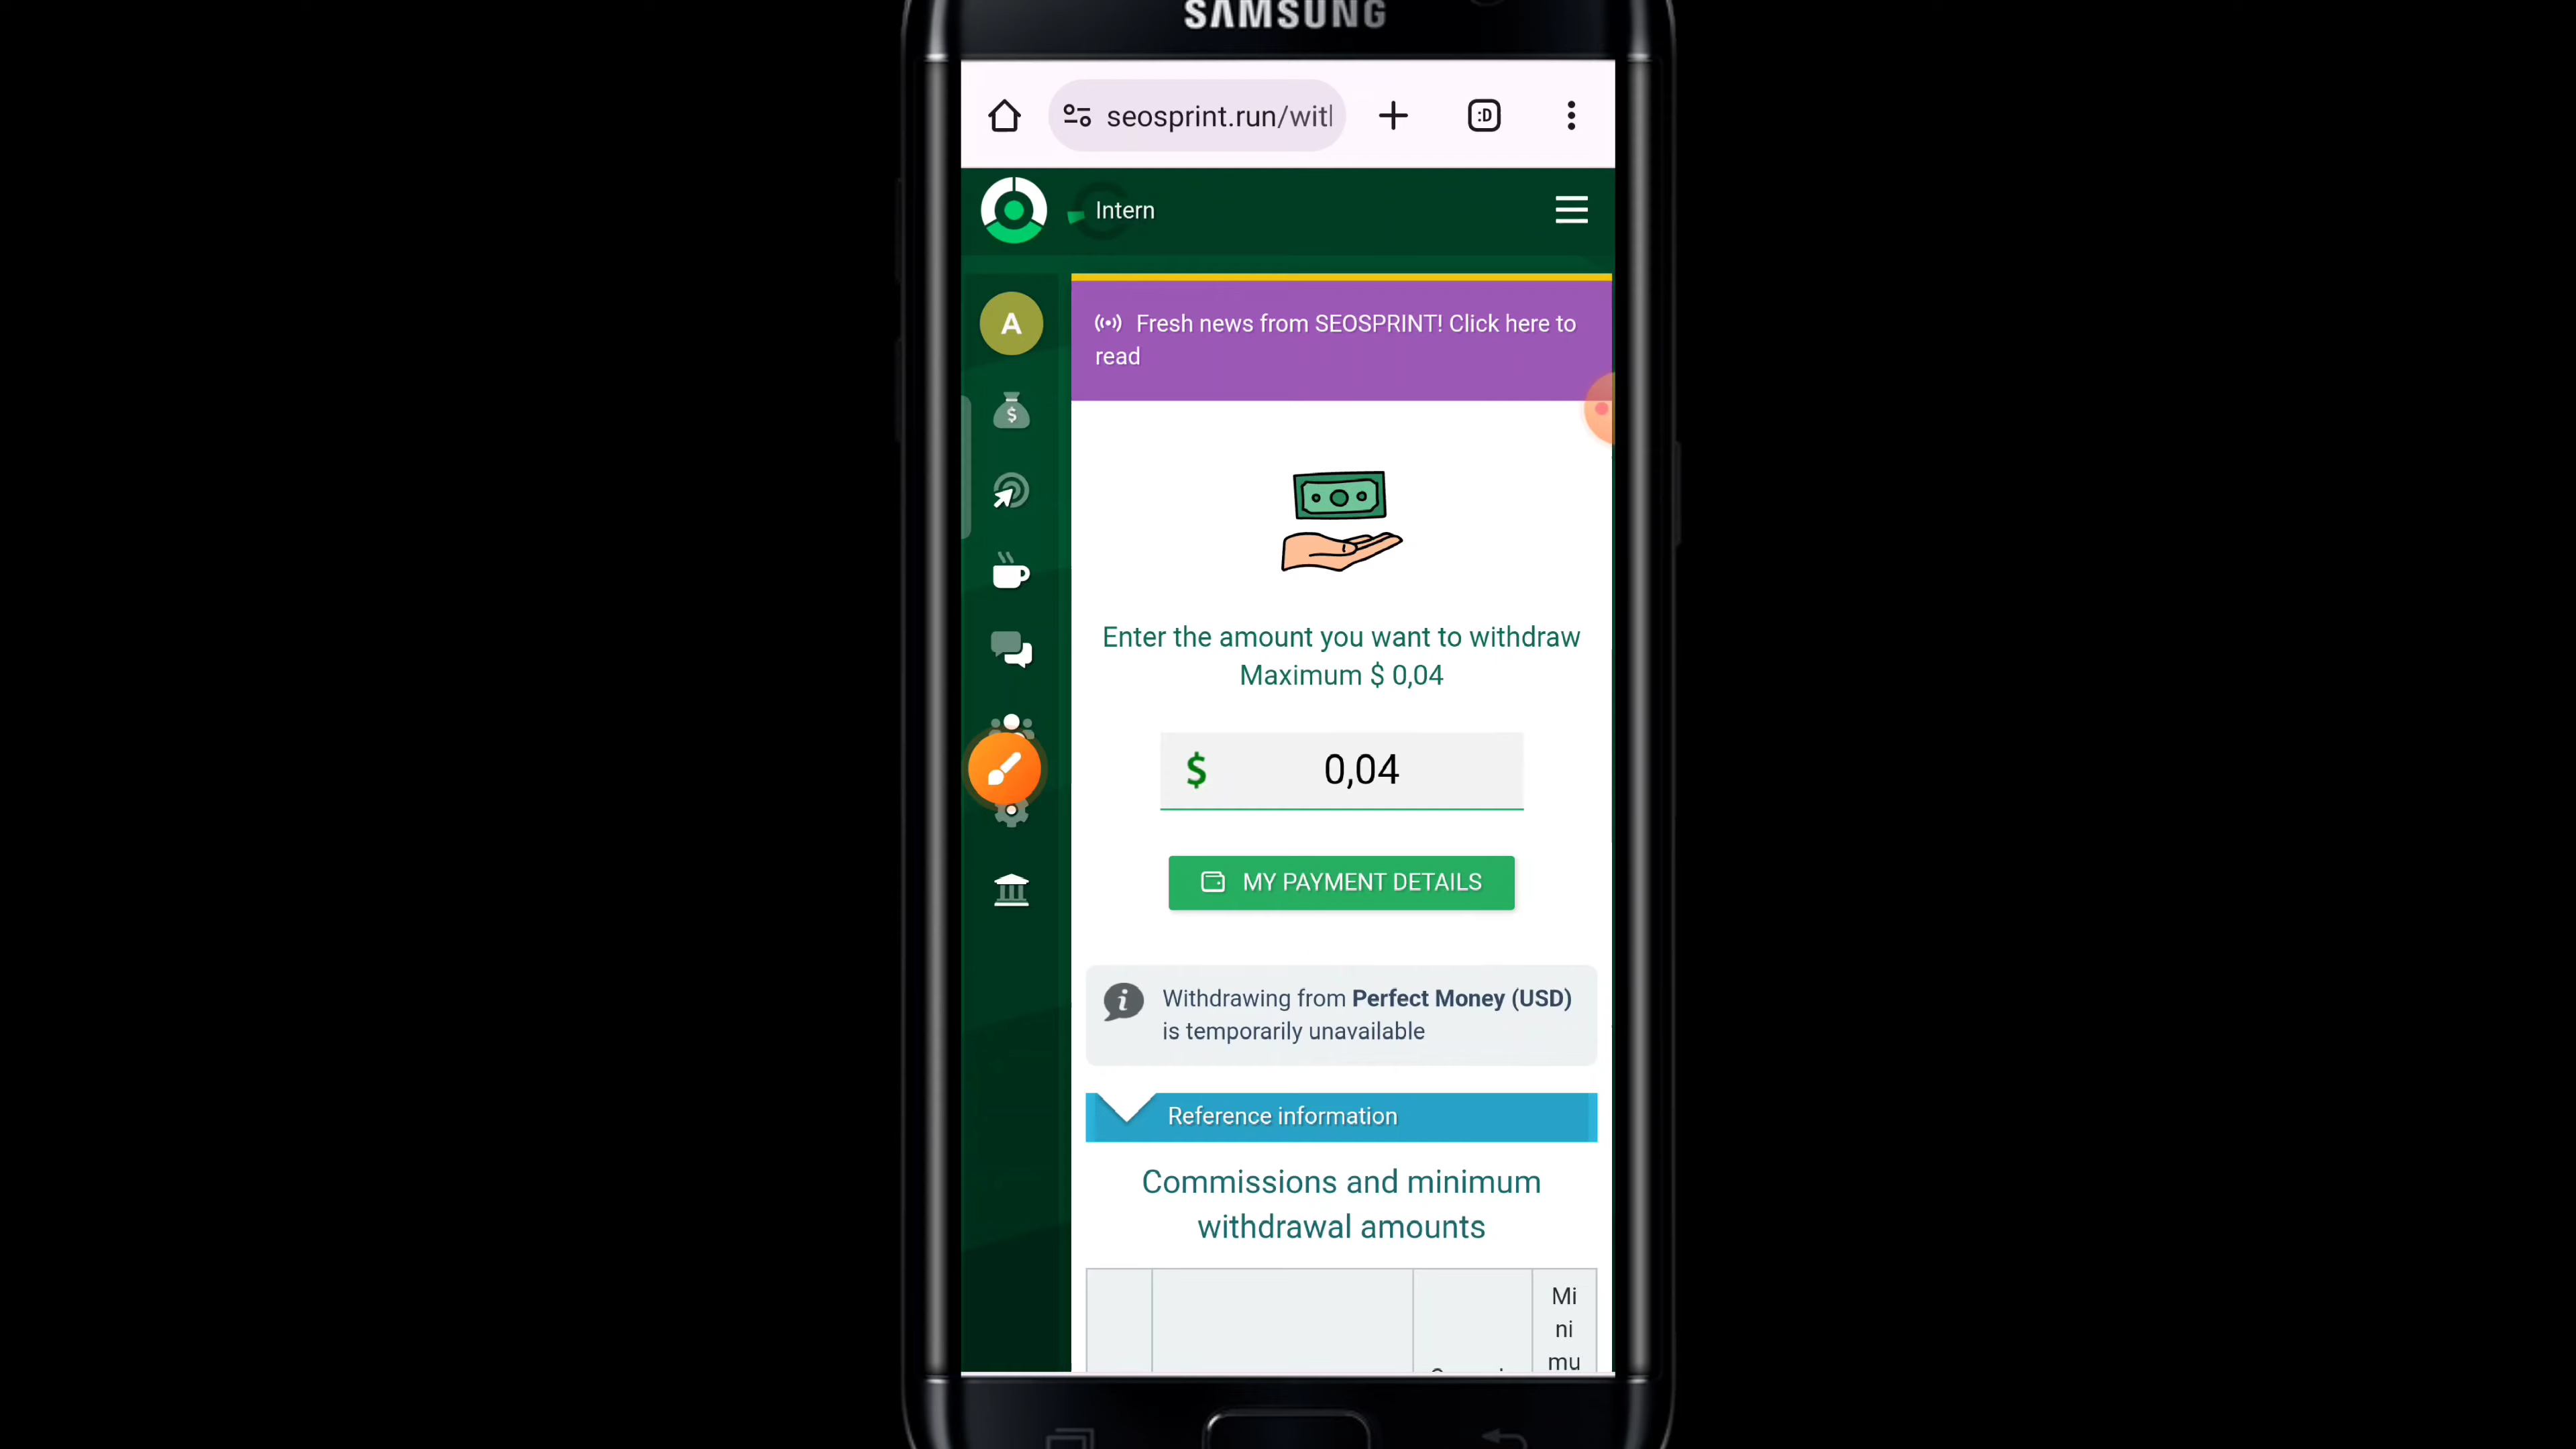 SAMSUNG
seosprint.run/with
:D
Intern
A
Fresh news from SEOSPRINT! Click here to
read
$
Enter the amount you want to withdraw
Maximum $ 0,04
$ 0,04
MY PAYMENT DETAILS
i
Withdrawing from Perfect Money (USD)
is temporarily unavailable
Reference information
Commissions and minimum
withdrawal amounts
Mi
ni
mu